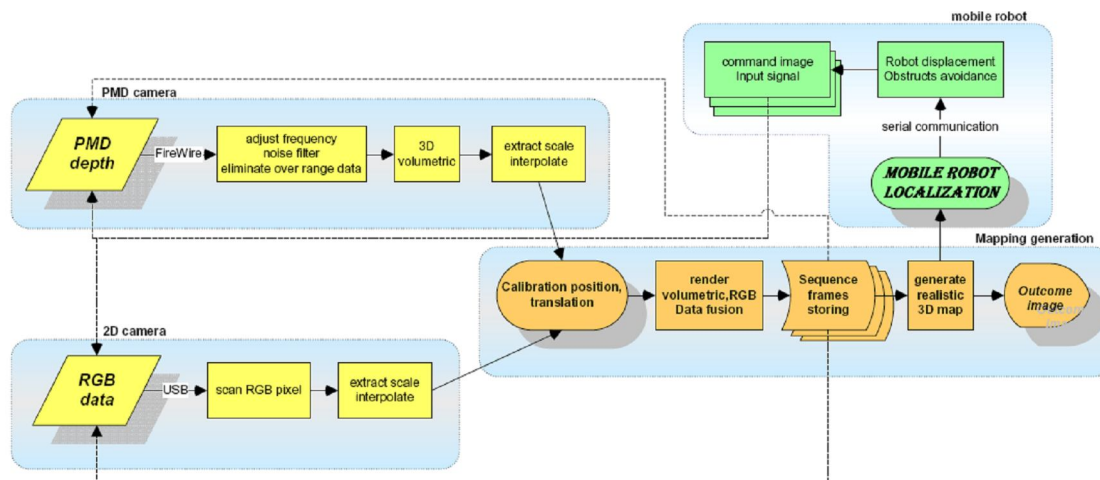 mobile robot
command image
Input signal
Robot displacement
Obstructs avoidance
serial communication
MOBILE ROBOT
LOCALIZATION
PMD camera
PMD
depth
FireWire
adjust frequency
noise filter
eliminate over range data
3D
volumetric
extract scale
interpolate
Mapping generation
Calibration position,
translation
render
volumetric,RGB
Data fusion
Sequence
frames
storing
generate
realistic
3D map
Outcome
image
2D camera
RGB
data
USB
scan RGB pixel
extract scale
interpolate